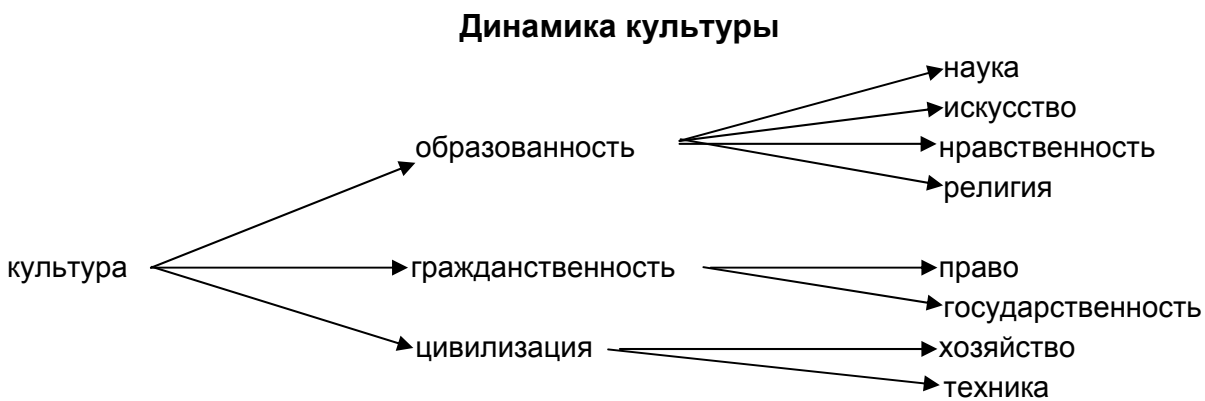 Динамика культуры
наука
искусство
образованность
нравственность
религия
культура
гражданственность
право
государственность
цивилизация
хозяйство
техника